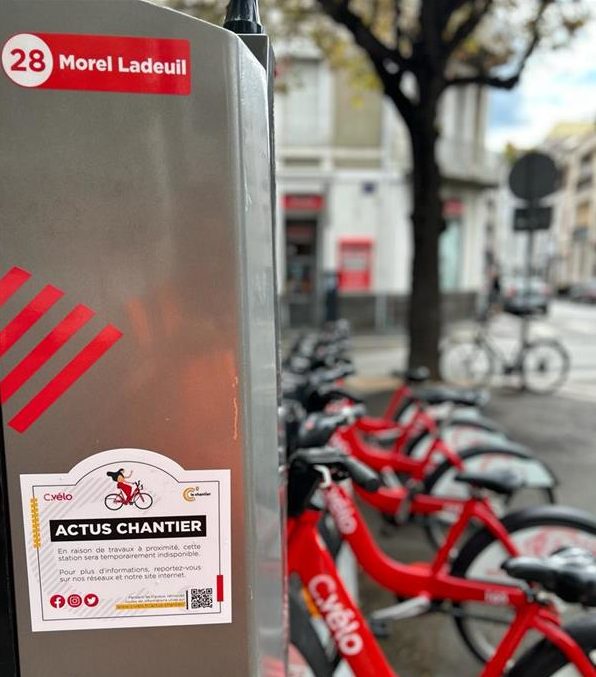 28 Morel Ladeuil
C.vélo
le chantier
ACTUS CHANTIER
En raison de travaux à proximité, cette
station sera temporairement indisponible.
Pour plus d'informations, reportez-vous
sur nos réseaux et notre site internet.
C.vélo
C.vélo